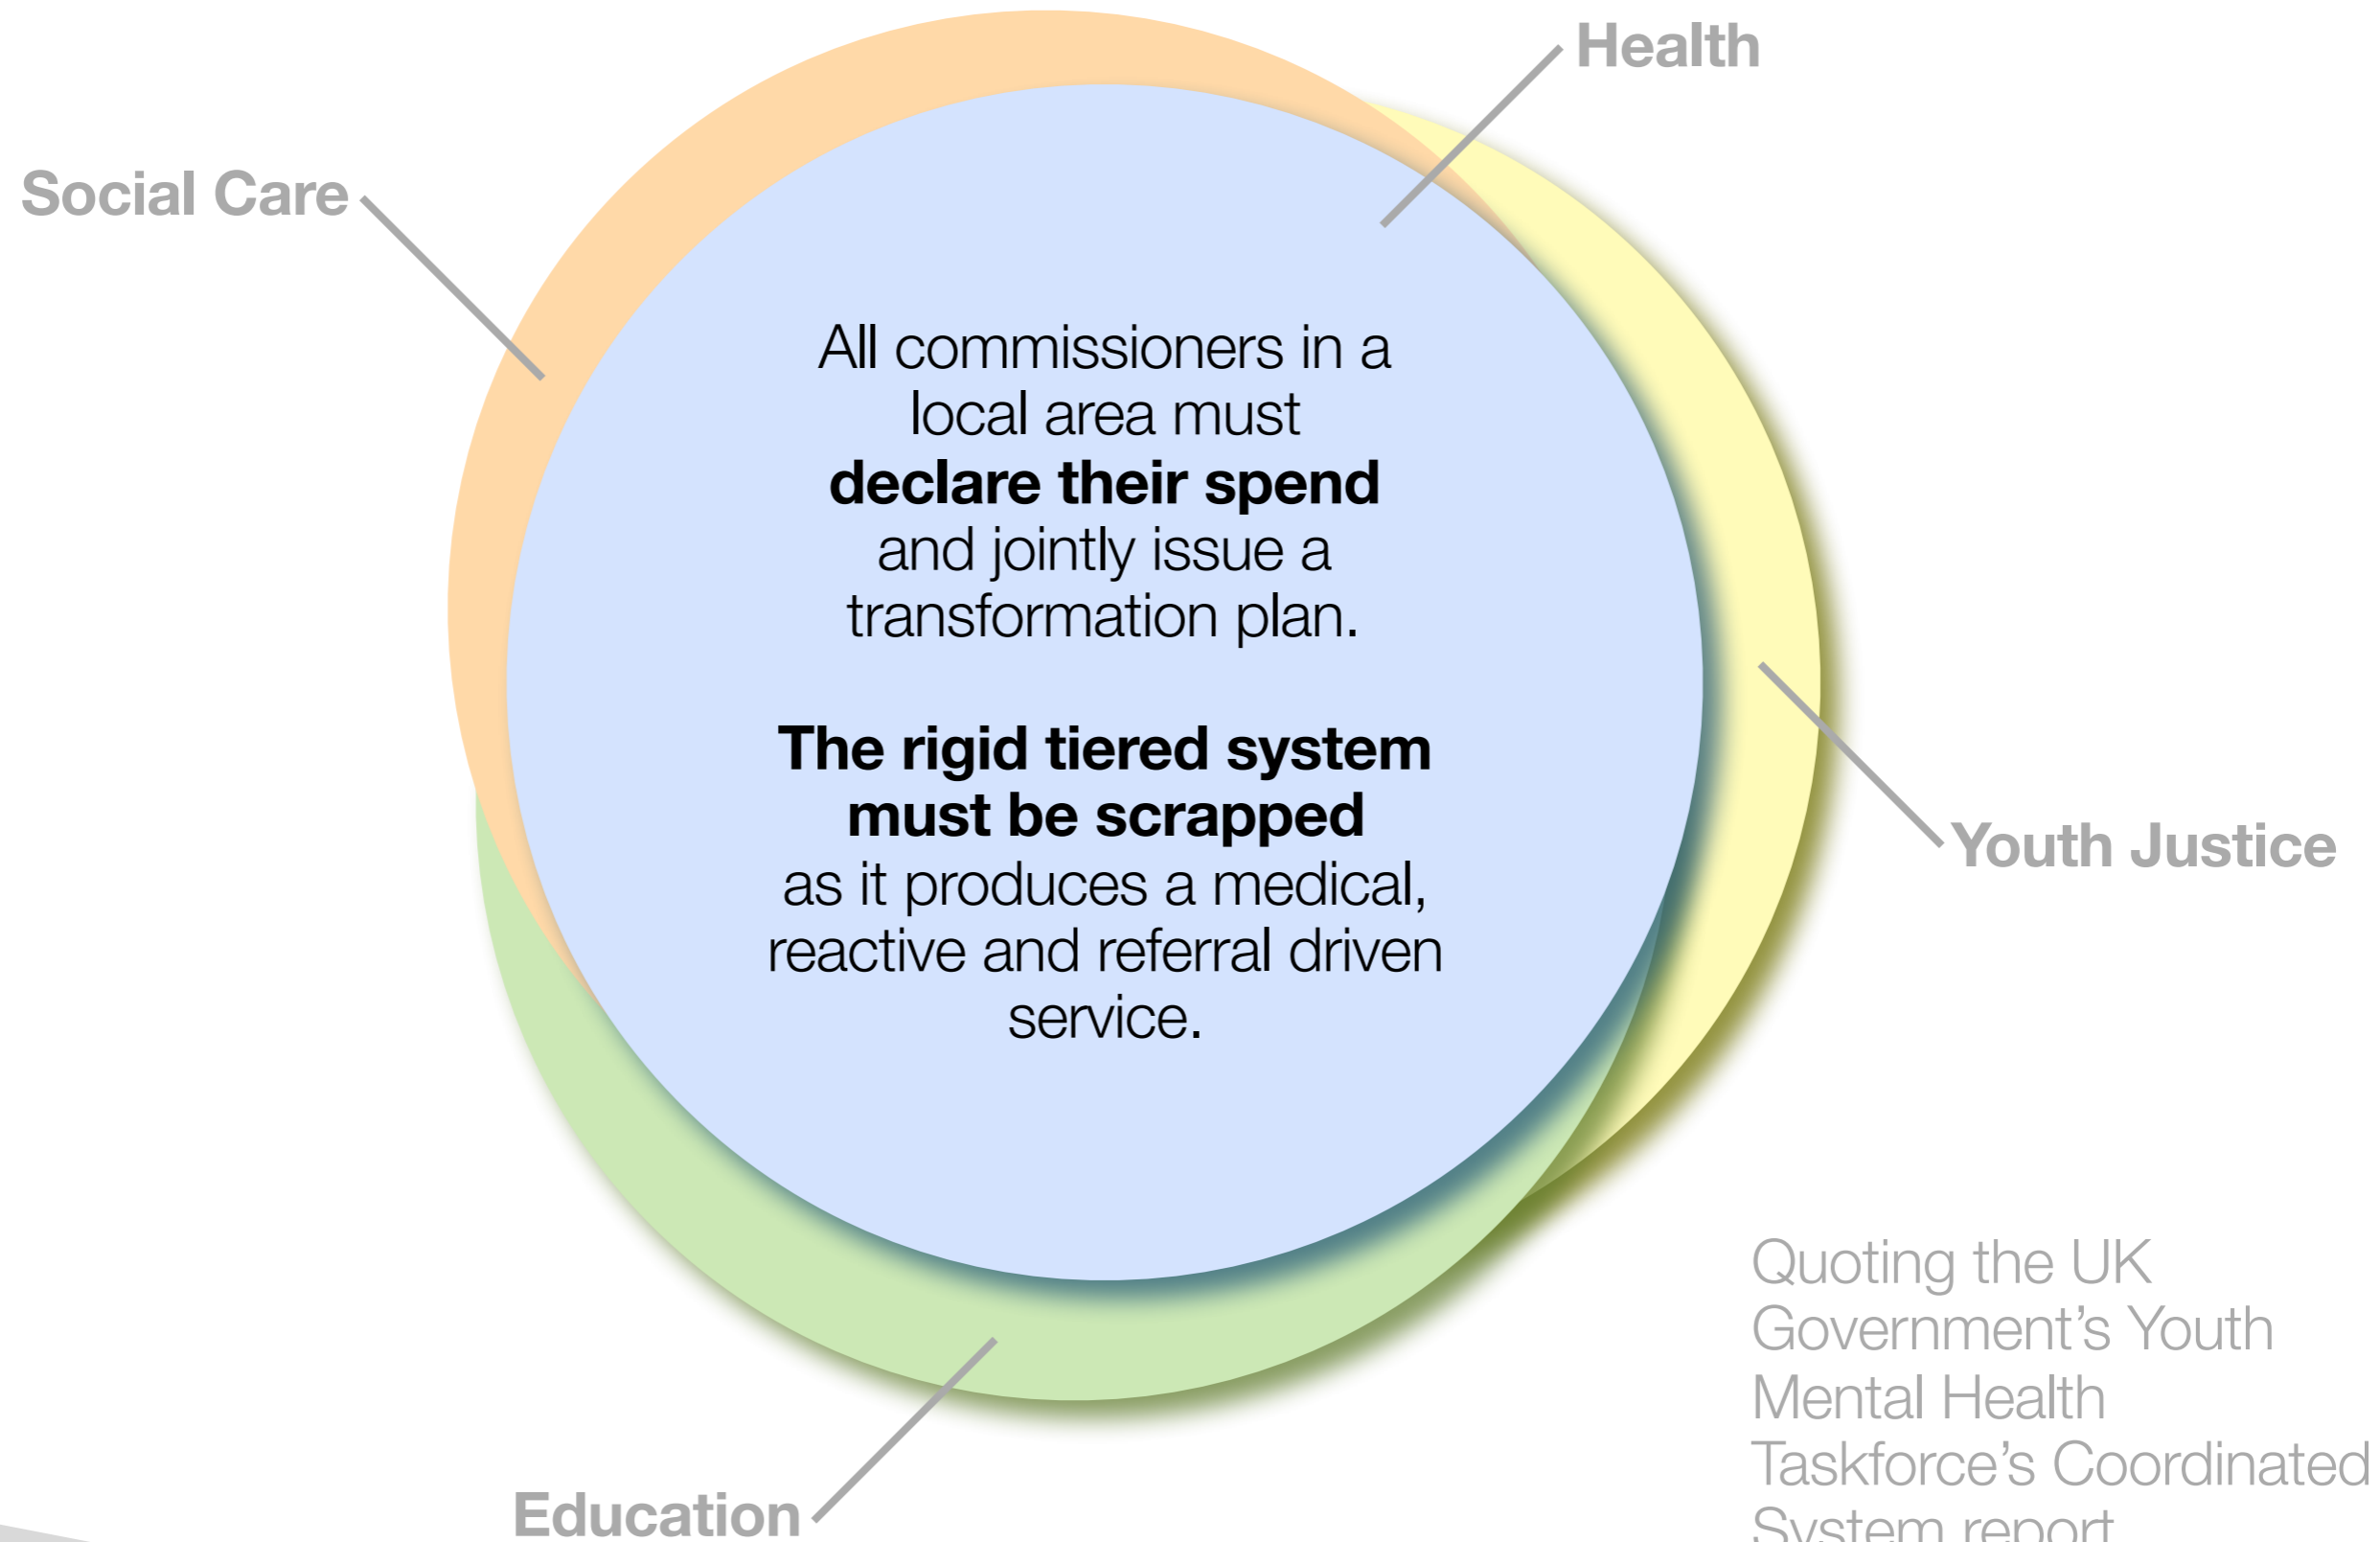 Health
Social Care
All commissioners in a
local area must
declare their spend
and jointly issue a
transformation plan.
The rigid tiered system
must be scrapped
as it produces a medical,
reactive and referral driven
service.
Youth Justice
Education
Quoting the UK
Government’s Youth
Mental Health
Taskforce’s Coordinated
System report